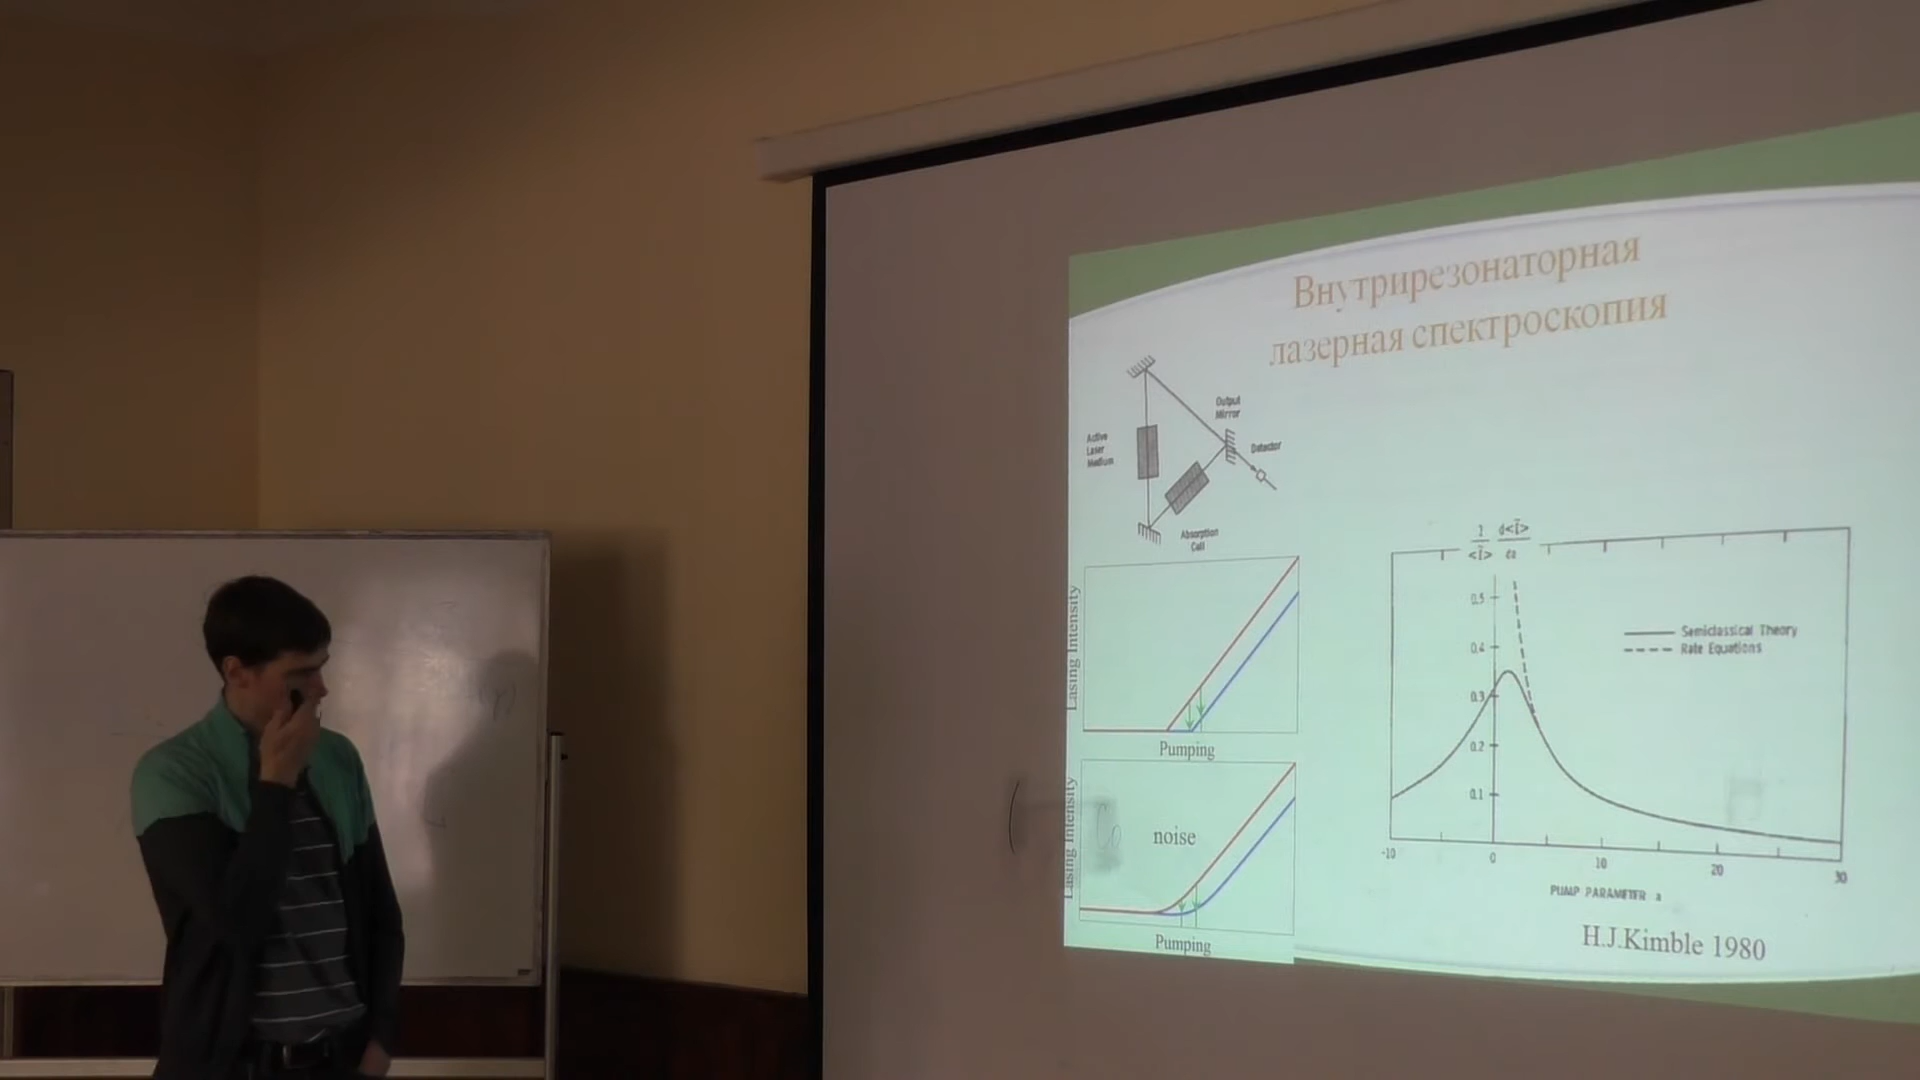 Внутрирезонаторная
лазерная спектроскопия
Output
Mirror
Active
Laser
Medium
Detector
Absorption
Cell
Lasing Intensity
Pumping
Lasing Intensity
noise
Pumping
1 d<I>
<I>
0.5
0.4
0.3
0.2
0.1
Semiclassical Theory
Rate Equations
-10 0 10 20 30
PUMP PARAMETER a
H.J.Kimble 1980